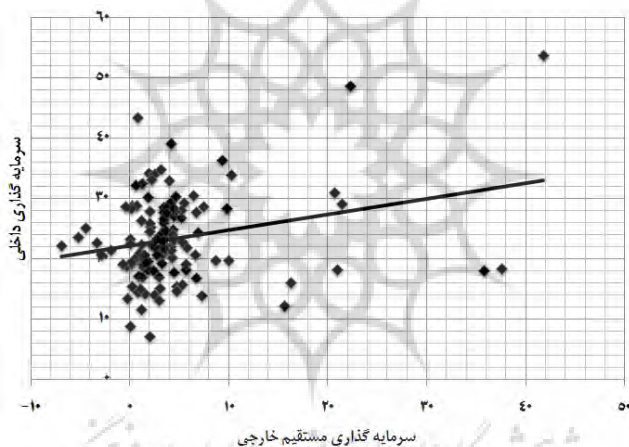 ۶۰
۵۰
۴۰
۳۰
۲۰
۱۰
۰
سرمایه گذاری داخلی
-۱۰ ۰ ۱۰ ۲۰ ۳۰ ۴۰ ۵۰
سرمایه گذاری مستقیم خارجی